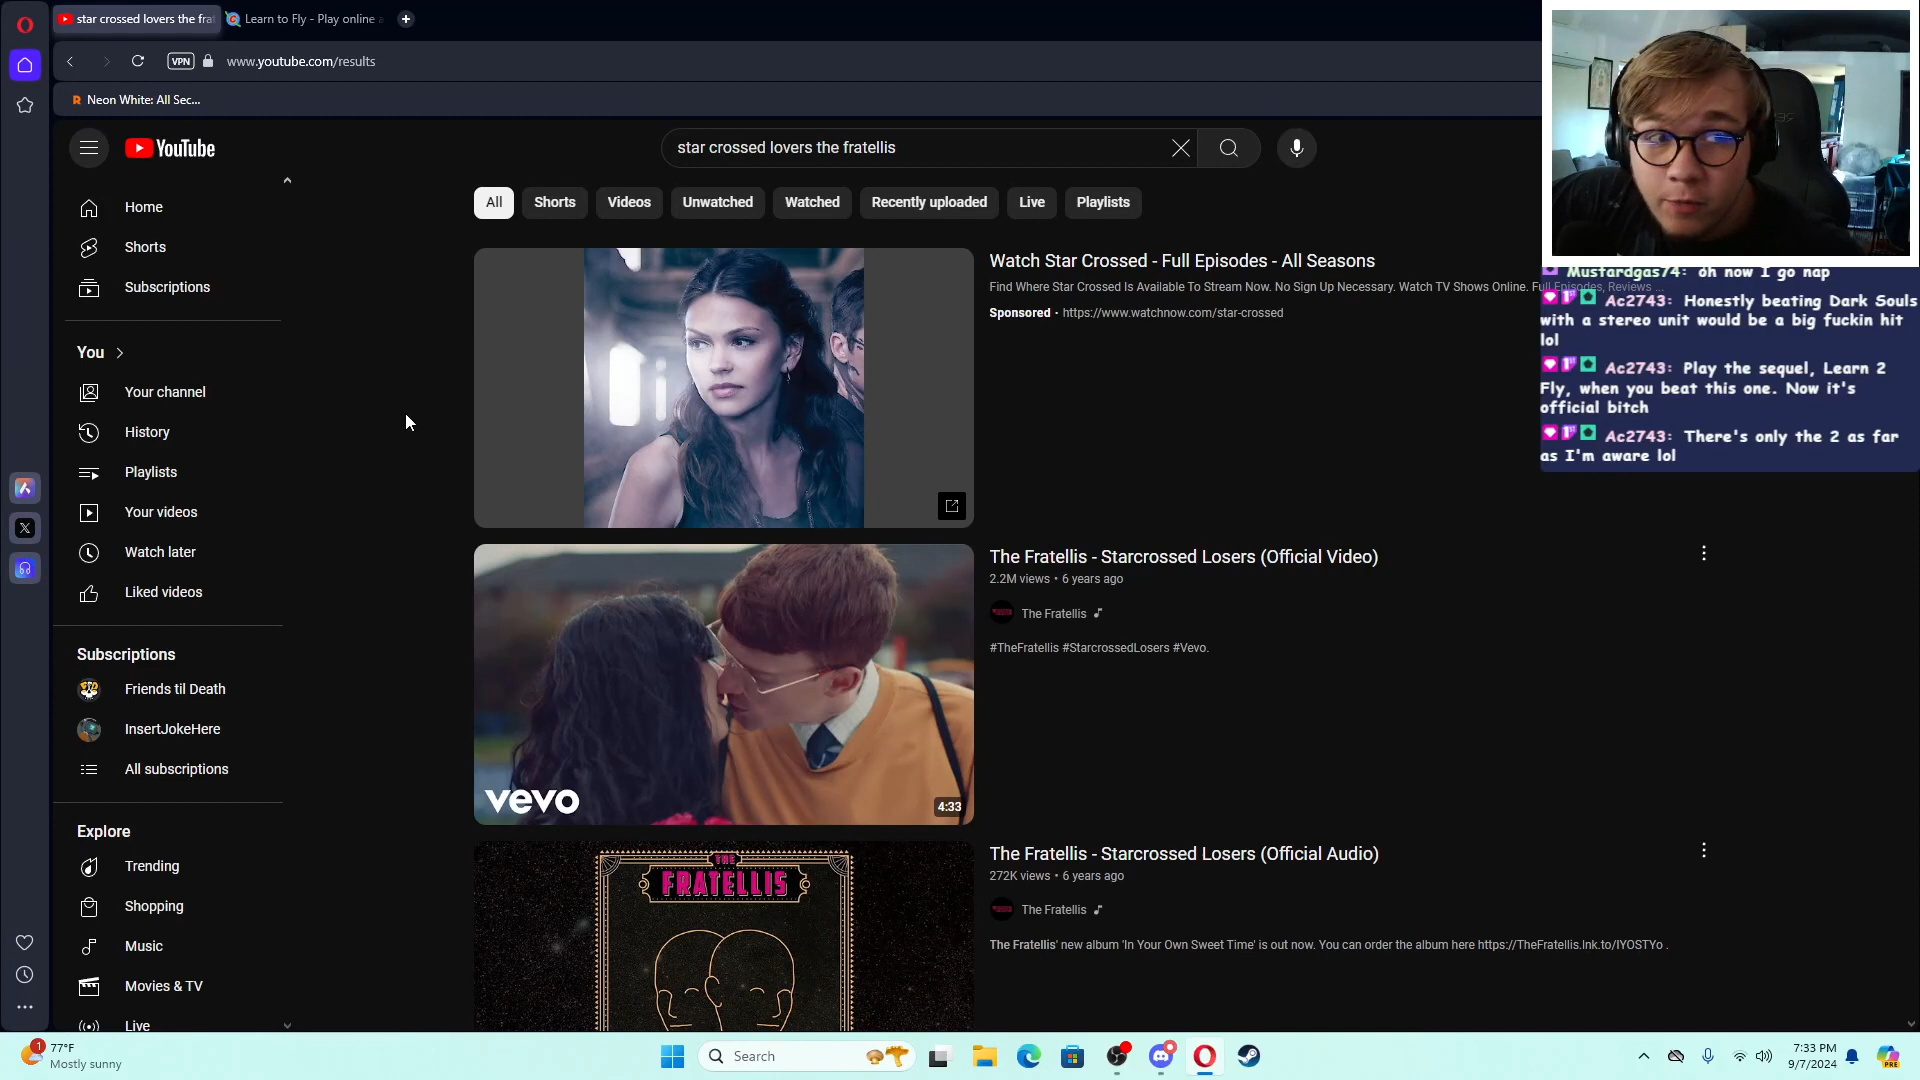 star crossed lovers the frat
Learn to Fly - Play online a
VPN
www.youtube.com/results
Neon White: All Sec...
YouTube
star crossed lovers the fratellis
Home
Shorts
Subscriptions
You
Your channel
History
Playlists
Your videos
Watch later
Liked videos
Subscriptions
Friends til Death
InsertJokeHere
All subscriptions
Explore
Trending
Shopping
Music
Movies & TV
Live
All
Shorts
Videos
Unwatched
Watched
Recently uploaded
Live
Playlists
Watch Star Crossed - Full Episodes - All Seasons
Find Where Star Crossed Is Available To Stream Now. No Sign Up Necessary. Watch TV Shows Online. Full Episodes, Reviews ...
Sponsored · https://www.watchnow.com/star-crossed
The Fratellis - Starcrossed Losers (Official Video)
2.2M views • 6 years ago
The Fratellis
#TheFratellis #StarcrossedLosers #Vevo.
vevo
4:33
The Fratellis - Starcrossed Losers (Official Audio)
272K views • 6 years ago
The Fratellis
The Fratellis' new album 'In Your Own Sweet Time' is out now. You can order the album here https://TheFratellis.lnk.to/IYOSTYo .
THE
FRATELLIS
Mustardgas74: oh now I go nap
Ac2743: Honestly beating Dark Souls
with a stereo unit would be a big fuckin hit
lol
Ac2743: Play the sequel, Learn 2
Fly, when you beat this one. Now it's
official bitch
Ac2743: There's only the 2 as far
as I'm aware lol
1
77°F
Mostly sunny
Search
7:33 PM
9/7/2024
PRE